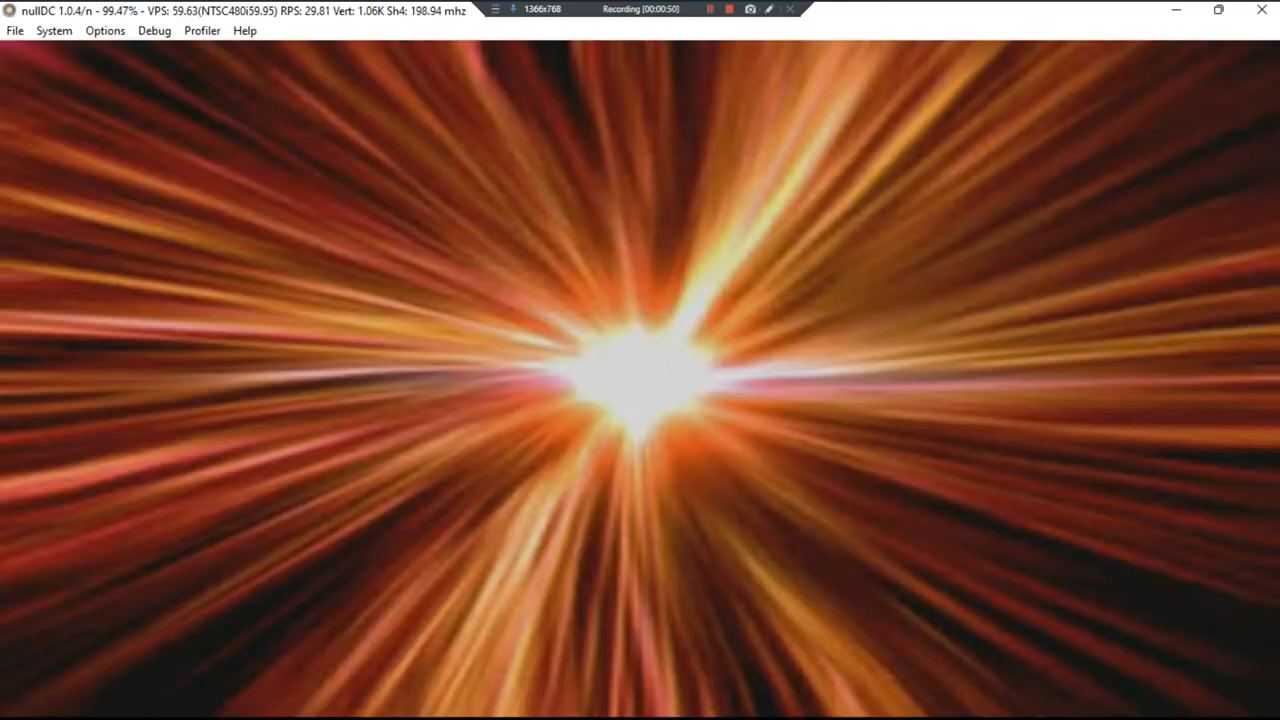 nullDC 1.0.4/n - 99.47% - VPS: 59.63(NTSC480i59.95) RPS: 29.81 Vert: 1.06K Sh4: 198.94 mhz
1366x768
Recording [00:00:50]
File System Options Debug Profiler Help